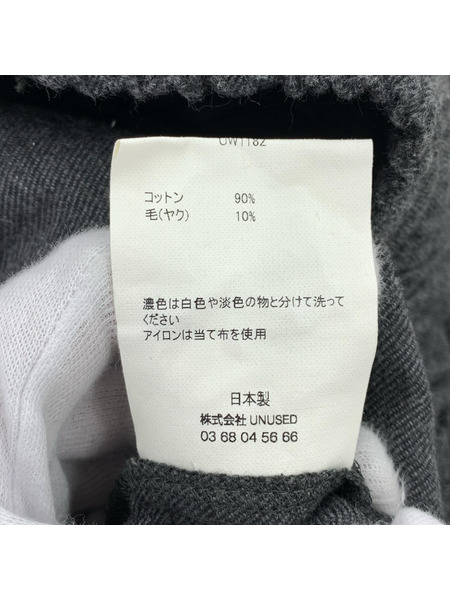 UW1182
コットン 90%
毛(ヤク) 10%
濃色は白色や淡色の物と分けて洗って
ください
アイロンは当て布を使用
日本製
株式会社 UNUSED
03 68 04 56 66